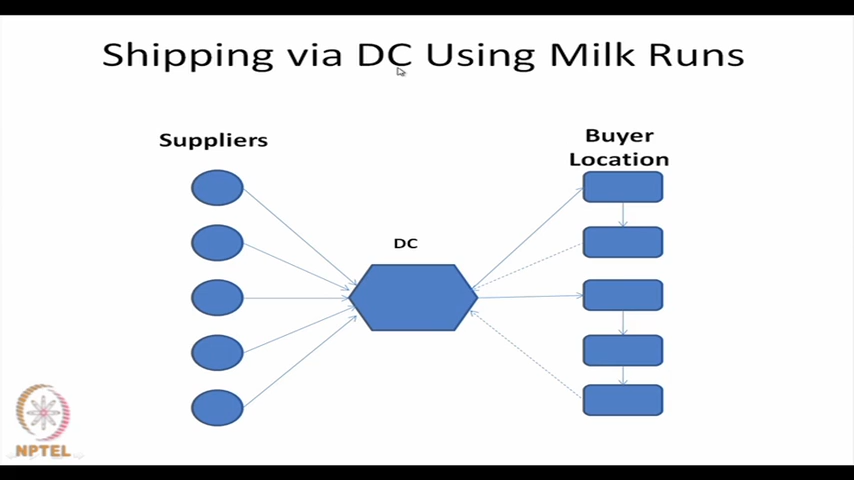 Shipping via DC Using Milk Runs
Suppliers
Buyer
Location
DC
NPTEL